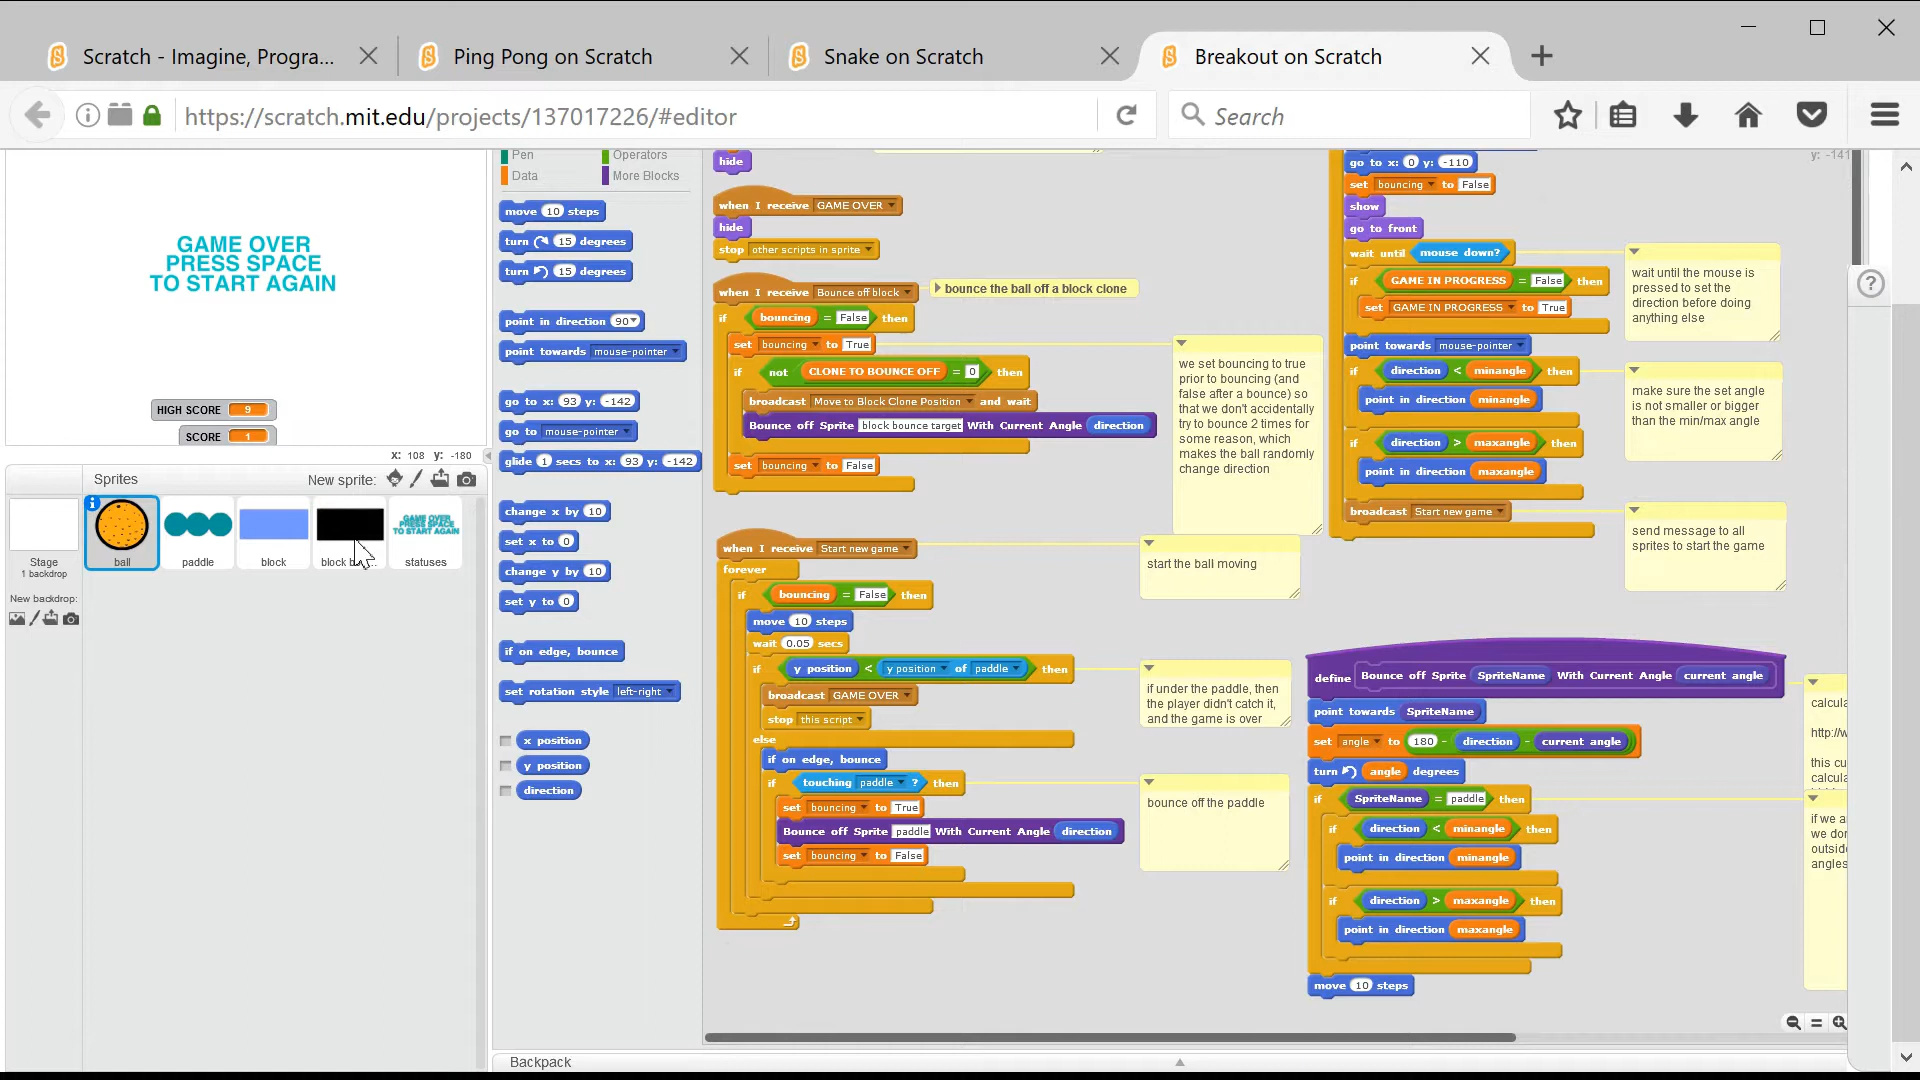 Scratch - Imagine, Progra...
Ping Pong on Scratch
Snake on Scratch
Breakout on Scratch
https://scratch.mit.edu/projects/137017226/#editor
Search
GAME OVER
PRESS SPACE
TO START AGAIN
HIGH SCORE 9
SCORE 1
x: 108 y: -180
Sprites
New sprite:
Stage
1 backdrop
New backdrop:
ball
paddle
block
statuses
GAME OVER
PRESS SPACE
TO START AGAIN
Pen
Operators
Data
More Blocks
move 10 steps
turn 15 degrees
turn 15 degrees
point in direction 90
point towards mouse-pointer
go to x: 93 y: -142
go to mouse-pointer
glide 1 secs to x: 93 y: -142
change x by 10
set x to 0
change y by 10
set y to 0
if on edge, bounce
set rotation style left-right
x position
y position
direction
hide
when I receive GAME OVER
hide
stop other scripts in sprite
when I receive Bounce off block
bounce the ball off a block clone
if bouncing = False then
set bouncing to True
if not CLONE TO BOUNCE OFF = 0 then
broadcast Move to Block Clone Position and wait
Bounce off Sprite block bounce target With Current Angle direction
set bouncing to False
we set bouncing to true
prior to bouncing (and
false after a bounce) so
that we don't accidentally
try to bounce 2 times for
some reason, which
makes the ball randomly
change direction
when I receive Start new game
start the ball moving
forever
if bouncing = False then
move 10 steps
wait 0.05 secs
if y position < y position of paddle then
broadcast GAME OVER
stop this script
else
if on edge, bounce
if touching paddle ? then
set bouncing to True
Bounce off Sprite paddle With Current Angle direction
set bouncing to False
if under the paddle, then
the player didn't catch it,
and the game is over
bounce off the paddle
y: -141
go to x: 0 y: -110
set bouncing to False
show
go to front
wait until mouse down?
if GAME IN PROGRESS = False then
set GAME IN PROGRESS to True
point towards mouse-pointer
if direction < minangle then
point in direction minangle
if direction > maxangle then
point in direction maxangle
broadcast Start new game
wait until the mouse is
pressed to set the
direction before doing
anything else
make sure the set angle
is not smaller or bigger
than the min/max angle
send message to all
sprites to start the game
define Bounce off Sprite SpriteName With Current Angle current angle
point towards SpriteName
set angle to 180 - direction - current angle
turn angle degrees
if SpriteName = paddle then
if direction < minangle then
point in direction minangle
if direction > maxangle then
point in direction maxangle
move 10 steps
calcula
http://w
this cu
calcula
if we a
we don
outside
angles
Backpack